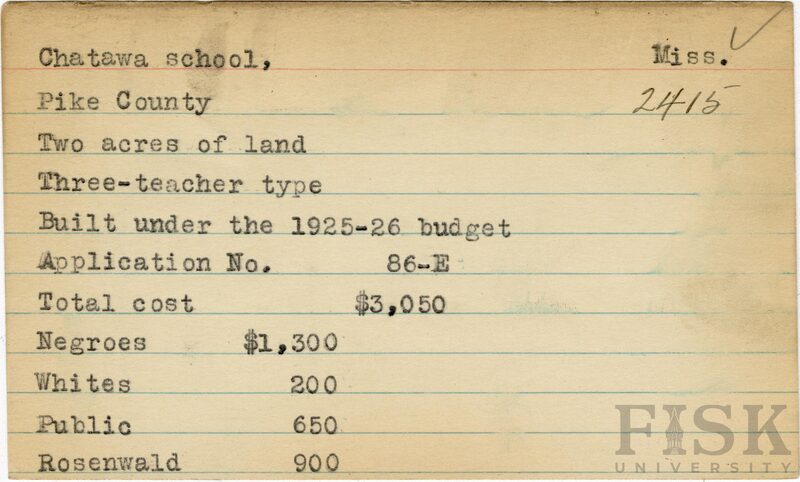 Chatawa school, Miss.
Pike County 2415
Two acres of land
Three-teacher type
Built under the 1925-26 budget
Application No. 86-E
Total cost $3,050
Negroes $1,300
Whites 200
Public 650
Rosenwald 900
FISK
UNIVERSITY